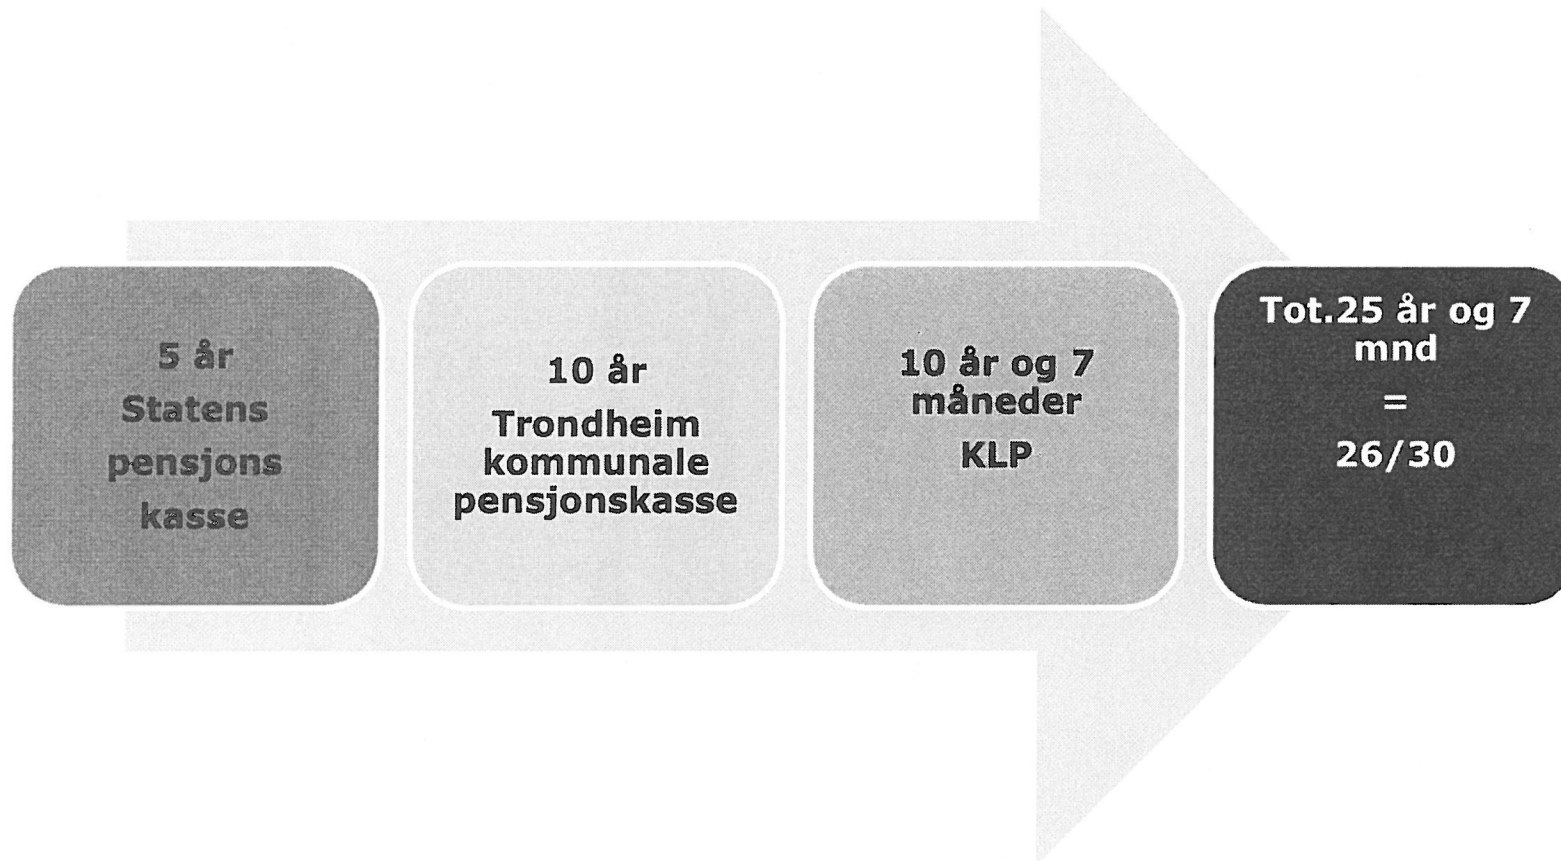 5 år
Statens
pensjons
kasse
10 år
Trondheim
kommunale
pensjonskasse
10 år og 7
måneder
KLP
Tot.25 år og 7
mnd
=
26/30